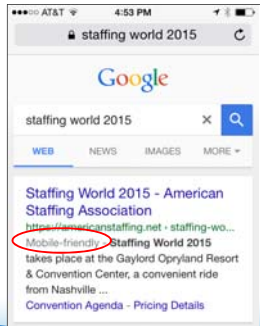 AT&T 4:53 PM
staffing world 2015
Google
staffing world 2015
WEB NEWS IMAGES MORE
Staffing World 2015 - American
Staffing Association
https://americanstaffing.net › staffing-wo...
Mobile-friendly - Staffing World 2015
takes place at the Gaylord Opryland Resort
& Convention Center, a convenient ride
from Nashville ...
Convention Agenda - Pricing Details